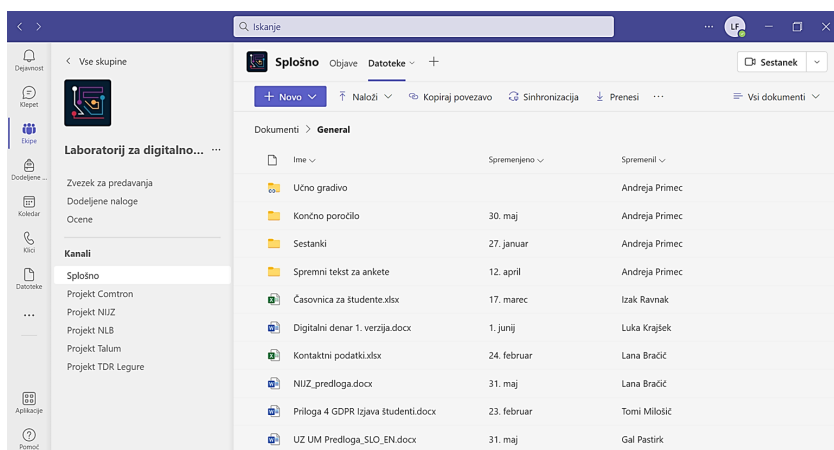 Iskanje
LF
Dejavnost
Klepet
Ekipe
Dodeljene ...
Koledar
Klici
Datoteke
Aplikacije
Pomoč
Vse skupine
Laboratorij za digitalno...
Zvezek za predavanja
Dodeljene naloge
Ocene
Kanali
Splošno
Projekt Comtron
Projekt NIJZ
Projekt NLB
Projekt Talum
Projekt TDR Legure
Splošno Objave Datoteke
Sestanek
Novo Naloži Kopiraj povezavo Sinhronizacija Prenesi Vsi dokumenti
Dokumenti > General
Ime Spremenjeno Spremenil
Učno gradivo Andreja Primec
Končno poročilo 30. maj Andreja Primec
Sestanki 27. januar Andreja Primec
Spremni tekst za ankete 12. april Andreja Primec
Časovnica za študente.xlsx 17. marec Izak Ravnak
Digitalni denar 1. verzija.docx 1. junij Luka Krajšek
Kontaktni podatki.xlsx 24. februar Lana Bračič
NIJZ_predloga.docx 31. maj Lana Bračič
Priloga 4 GDPR Izjava študenti.docx 23. februar Tomi Milošič
UZ UM Predloga_SLO_EN.docx 31. maj Gal Pastirk